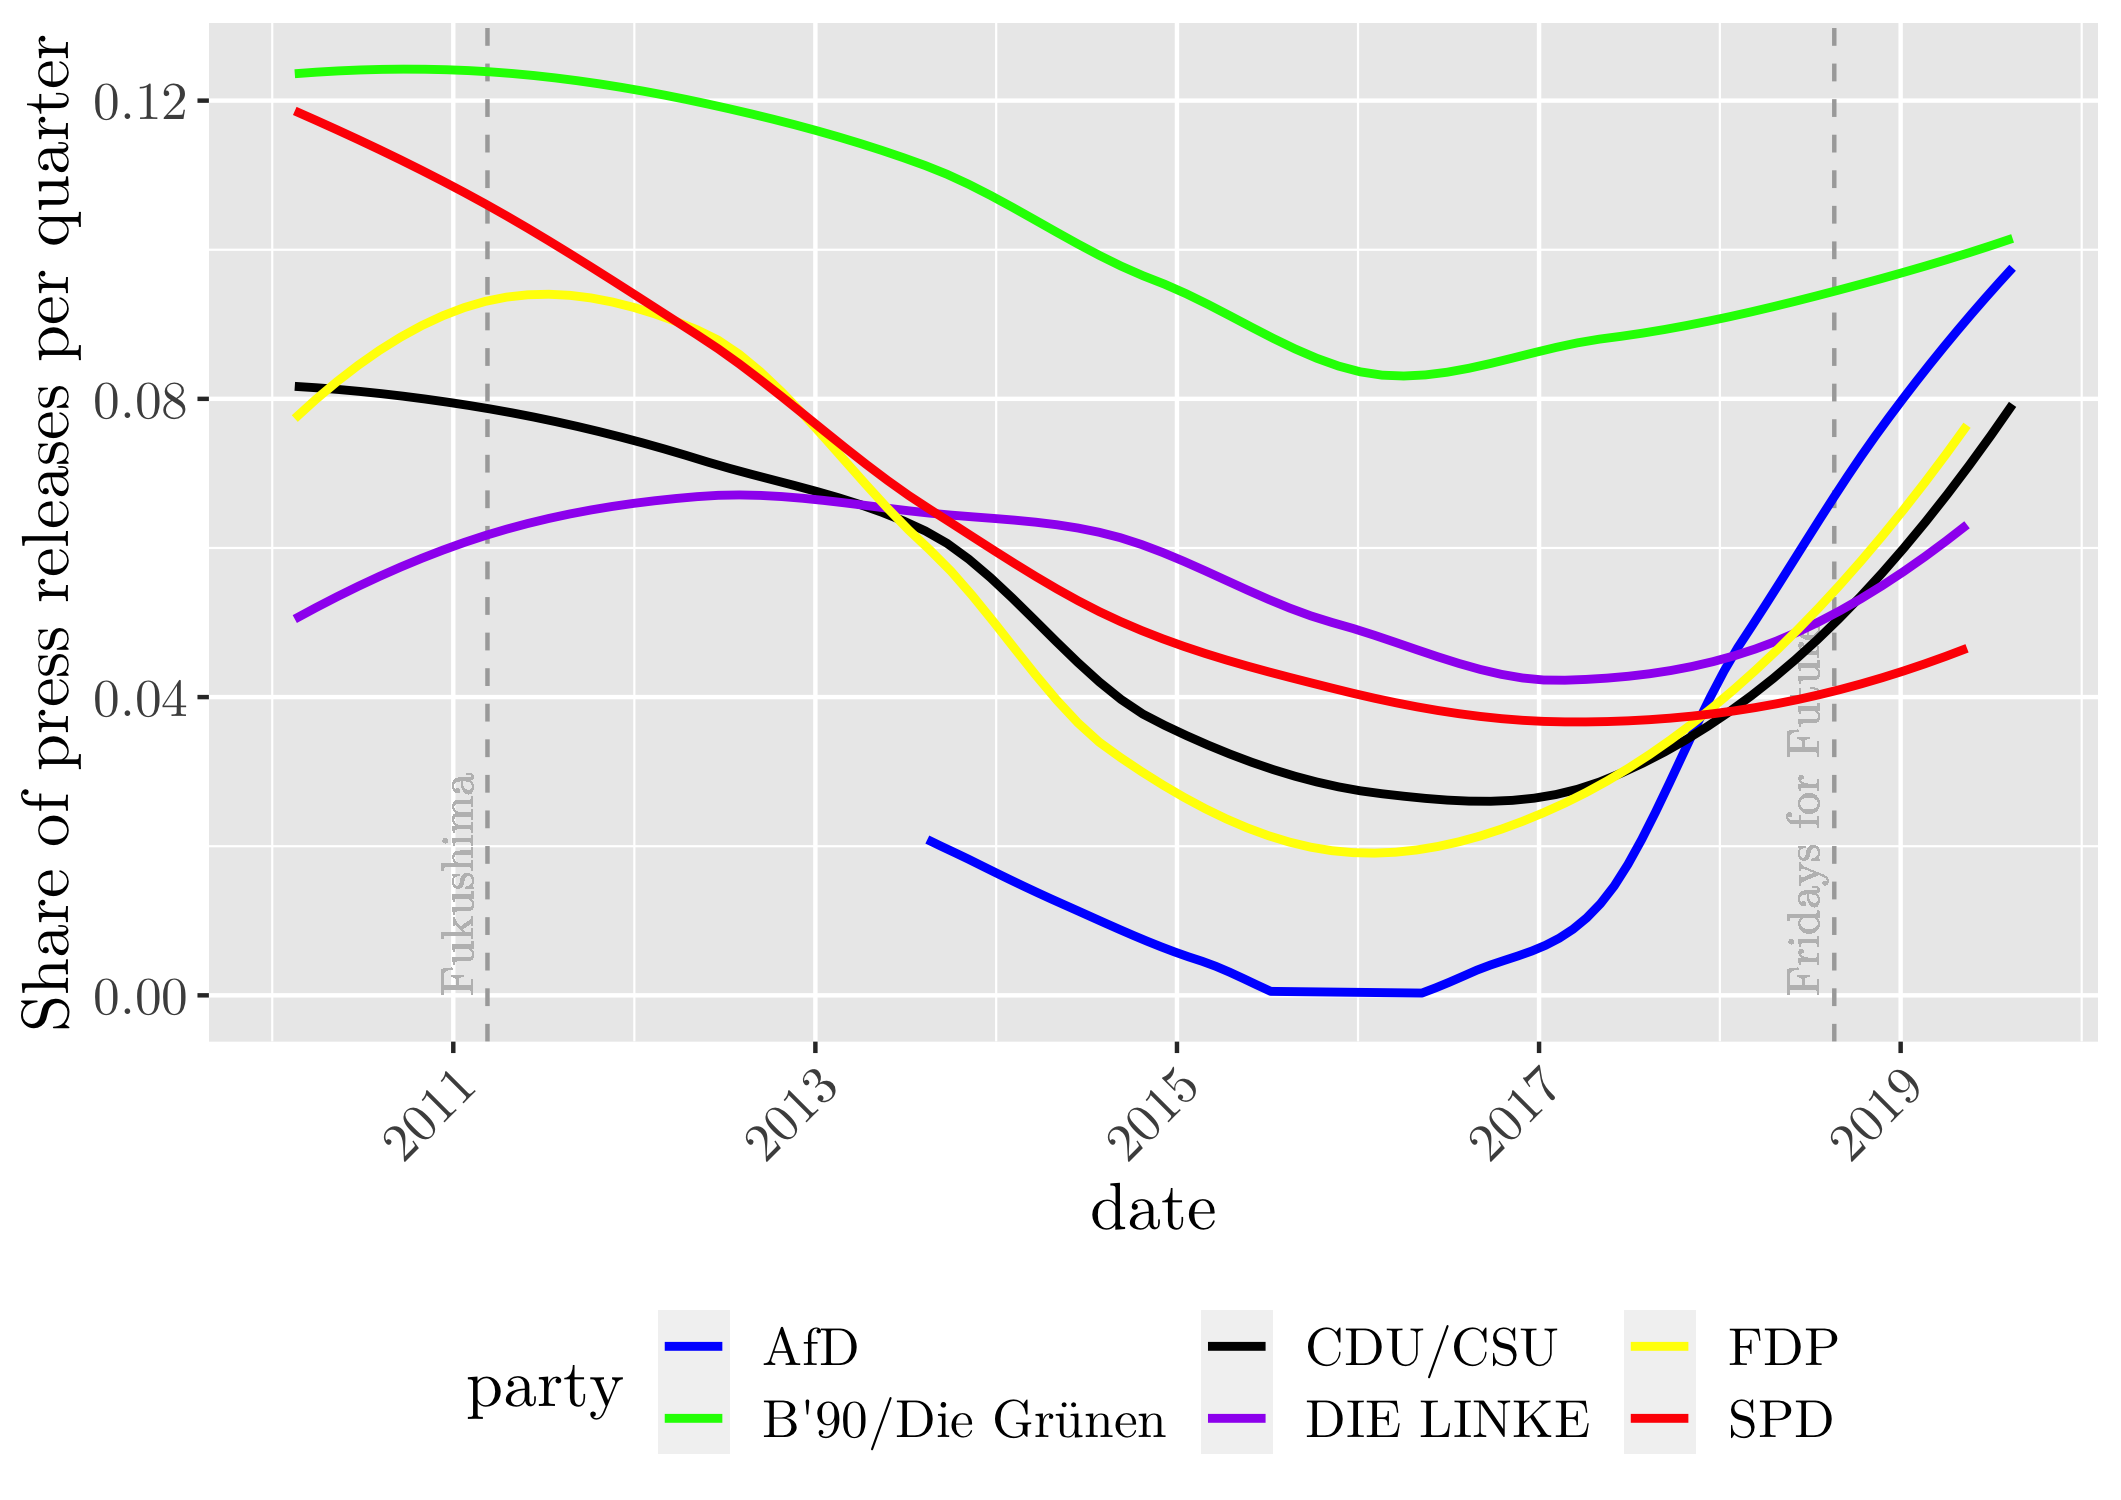 Share of press releases per quarter
0.12
0.08
0.04
0.00
Fukushima
Fridays for Future
2011
2013
2015
2017
2019
date
party
AfD
CDU/CSU
FDP
B'90/Die Grünen
DIE LINKE
SPD